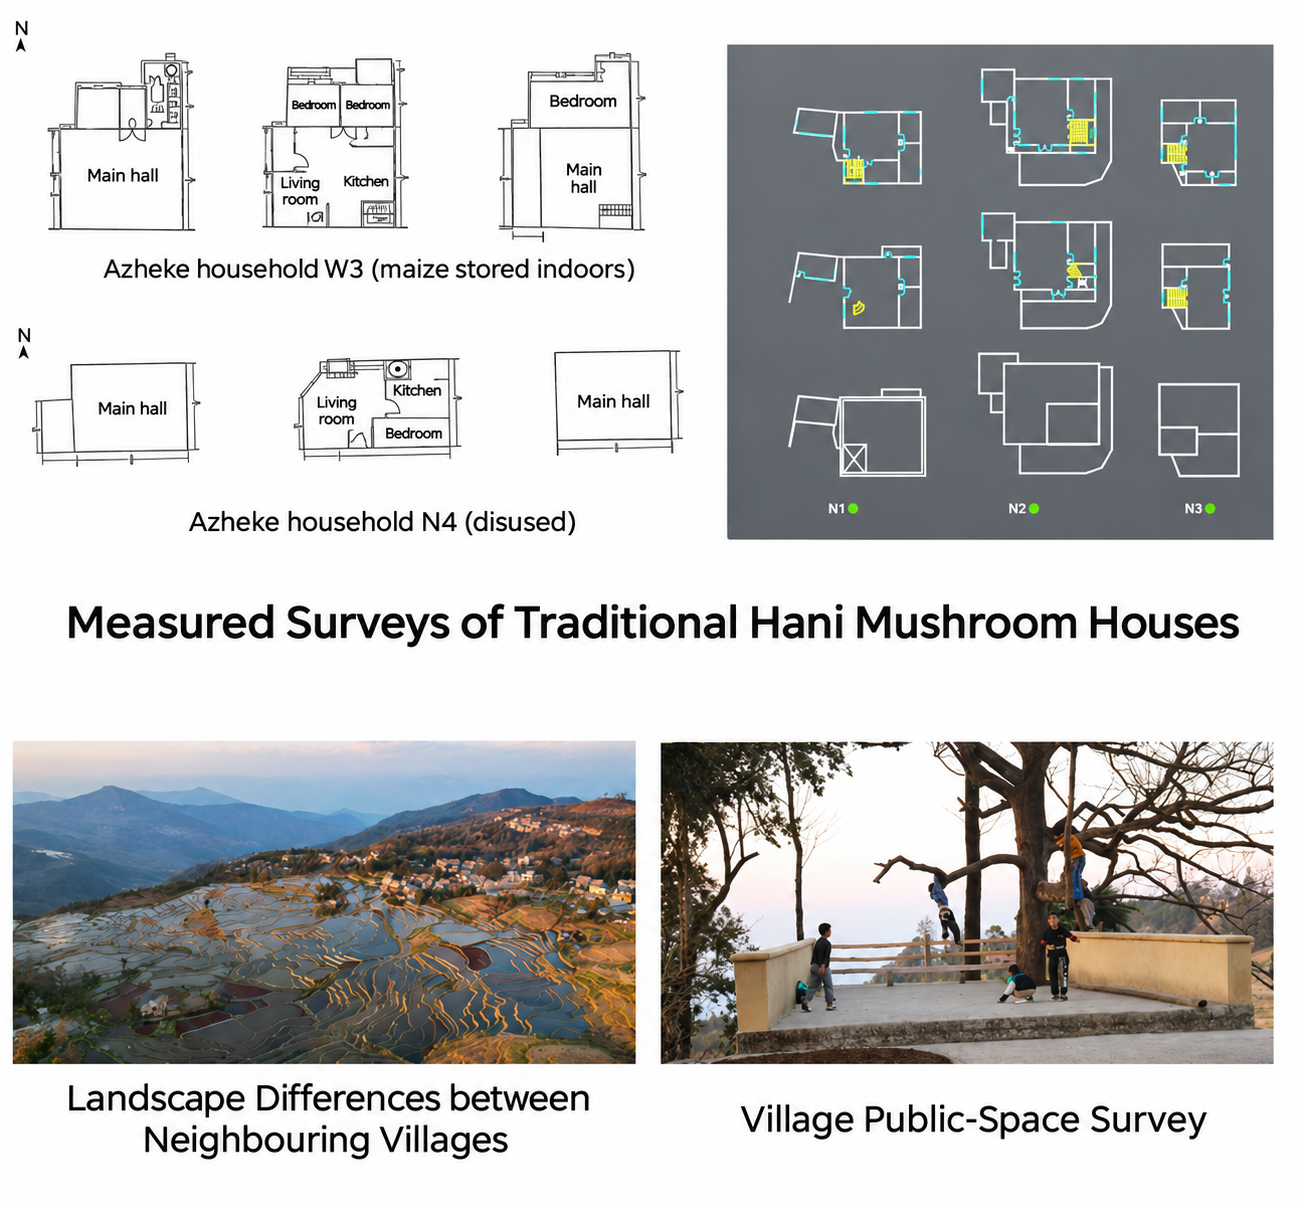 N
Main hall
Bedroom Bedroom
Living
room
Kitchen
Bedroom
Main
hall
Azheke household W3 (maize stored indoors)
N
Main hall
Living
room
Kitchen
Bedroom
Main hall
Azheke household N4 (disused)
N1 N2 N3
Measured Surveys of Traditional Hani Mushroom Houses
Landscape Differences between
Neighbouring Villages
Village Public-Space Survey